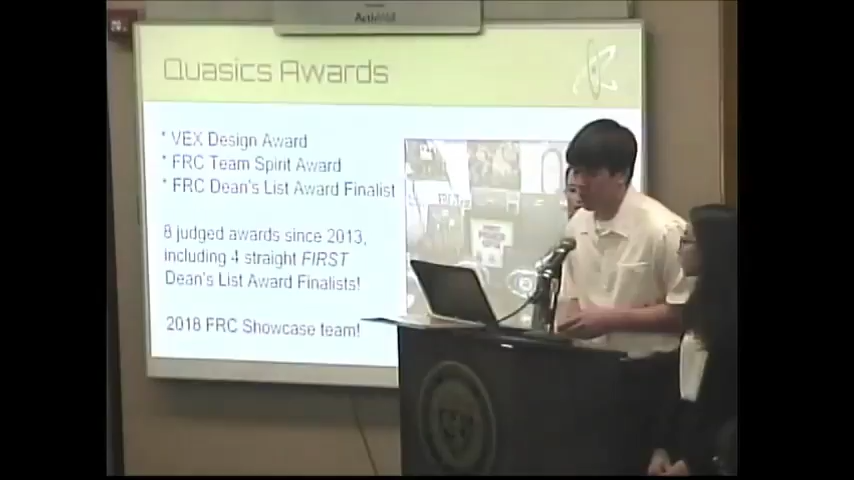 ActivWall
Quasics Awards
* VEX Design Award
* FRC Team Spirit Award
* FRC Dean's List Award Finalist
8 judged awards since 2013,
including 4 straight FIRST
Dean's List Award Finalists!
2018 FRC Showcase team!